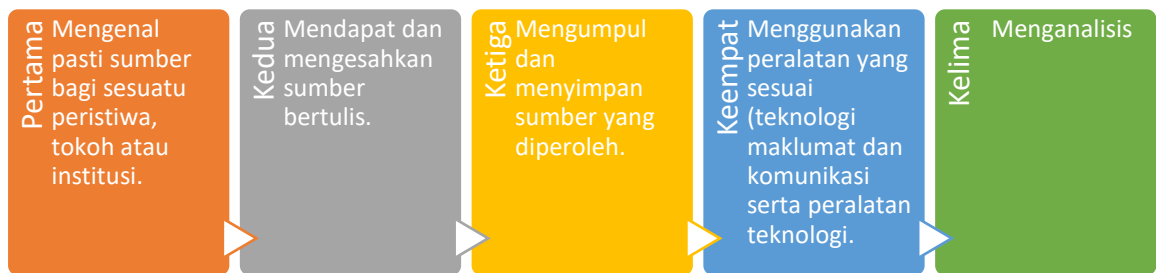 Pertama
Mengenal
pasti sumber
bagi sesuatu
peristiwa,
tokoh atau
institusi.
Kedua
Mendapat dan
mengesahkan
sumber
bertulis.
Ketiga
Mengumpul
dan
menyimpan
sumber yang
diperoleh.
Keempat
Menggunakan
peralatan yang
sesuai
(teknologi
maklumat dan
komunikasi
serta peralatan
teknologi.
Kelima
Menganalisis